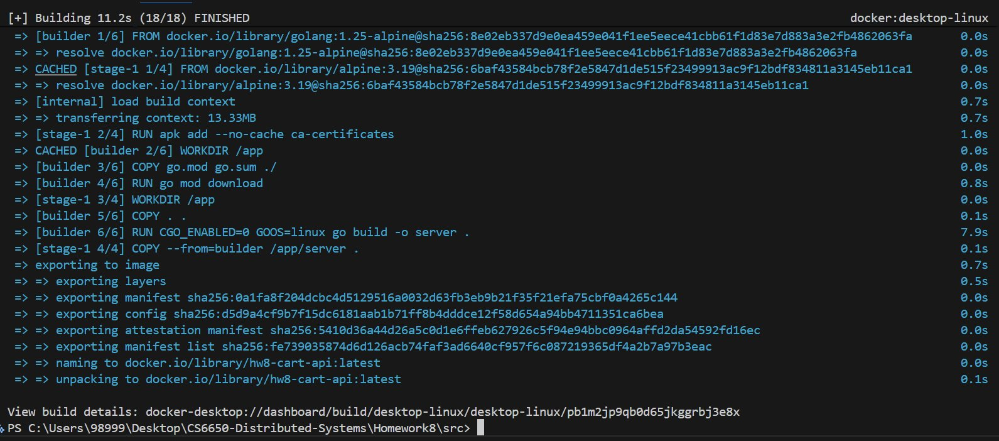 [+] Building 11.2s (18/18) FINISHED docker:desktop-linux
=> [builder 1/6] FROM docker.io/library/golang:1.25-alpine@sha256:8e02eb337d9e0ea459e041f1ee5eece41cbb61f1d83e7d883a3e2fb4862063fa 0.0s
=> => resolve docker.io/library/golang:1.25-alpine@sha256:8e02eb337d9e0ea459e041f1ee5eece41cbb61f1d83e7d883a3e2fb4862063fa 0.0s
=> CACHED [stage-1 1/4] FROM docker.io/library/alpine:3.19@sha256:6baf43584bcb78f2e5847d1de515f23499913ac9f12bdf834811a3145eb11ca1 0.0s
=> => resolve docker.io/library/alpine:3.19@sha256:6baf43584bcb78f2e5847d1de515f23499913ac9f12bdf834811a3145eb11ca1 0.0s
=> [internal] load build context 0.7s
=> => transferring context: 13.33MB 0.7s
=> [stage-1 2/4] RUN apk add --no-cache ca-certificates 1.0s
=> CACHED [builder 2/6] WORKDIR /app 0.0s
=> [builder 3/6] COPY go.mod go.sum ./ 0.0s
=> [builder 4/6] RUN go mod download 0.8s
=> [stage-1 3/4] WORKDIR /app 0.0s
=> [builder 5/6] COPY . . 0.1s
=> [builder 6/6] RUN CGO_ENABLED=0 GOOS=linux go build -o server . 7.9s
=> [stage-1 4/4] COPY --from=builder /app/server . 0.1s
=> exporting to image 0.7s
=> => exporting layers 0.5s
=> => exporting manifest sha256:0a1fa8f204dcbc4d5129516a0032d63fb3eb9b21f35f21efa75cbf0a4265c144 0.0s
=> => exporting config sha256:d5d9a4cf9b7f15dc6181aab1b71ff8b4dddce12f58d654a94bb4711351ca6bea 0.0s
=> => exporting attestation manifest sha256:5410d36a44d26a5c0d1e6ffeb627926c5f94e94bbc0964affd2da54592fd16ec 0.0s
=> => exporting manifest list sha256:fe739035874d6d126acb74faf3ad6640cf957f6c087219365df4a2b7a97b3eac 0.0s
=> => naming to docker.io/library/hw8-cart-api:latest 0.0s
=> => unpacking to docker.io/library/hw8-cart-api:latest 0.1s
View build details: docker-desktop://dashboard/build/desktop-linux/desktop-linux/pb1m2jp9qb0d65jkggrbj3e8x
PS C:\Users\98999\Desktop\CS6650-Distributed-Systems\Homework8\src>